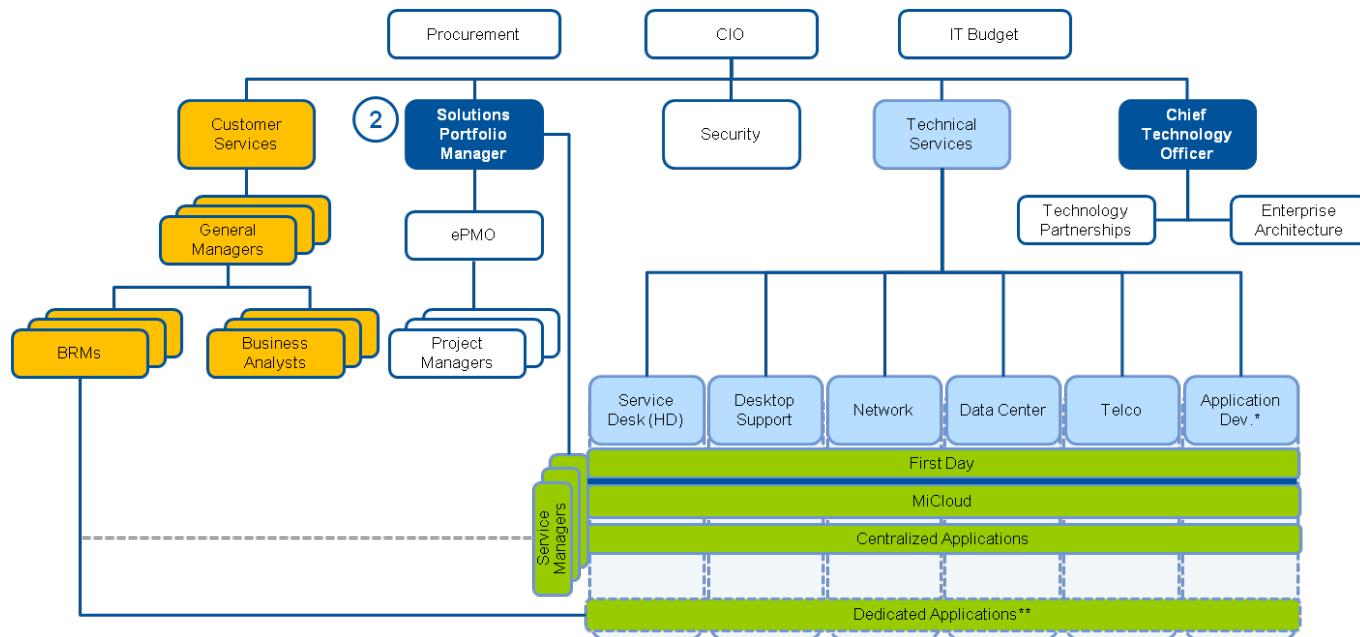 Procurement
CIO
IT Budget
Customer
Services
2
Solutions
Portfolio
Manager
Security
Technical
Services
Chief
Technology
Officer
General
Managers
ePMO
Technology
Partnerships
Enterprise
Architecture
BRMs
Business
Analysts
Project
Managers
Service
Desk (HD)
Desktop
Support
Network
Data Center
Telco
Application
Dev.*
Service
Managers
First Day
MiCloud
Centralized Applications
Dedicated Applications**